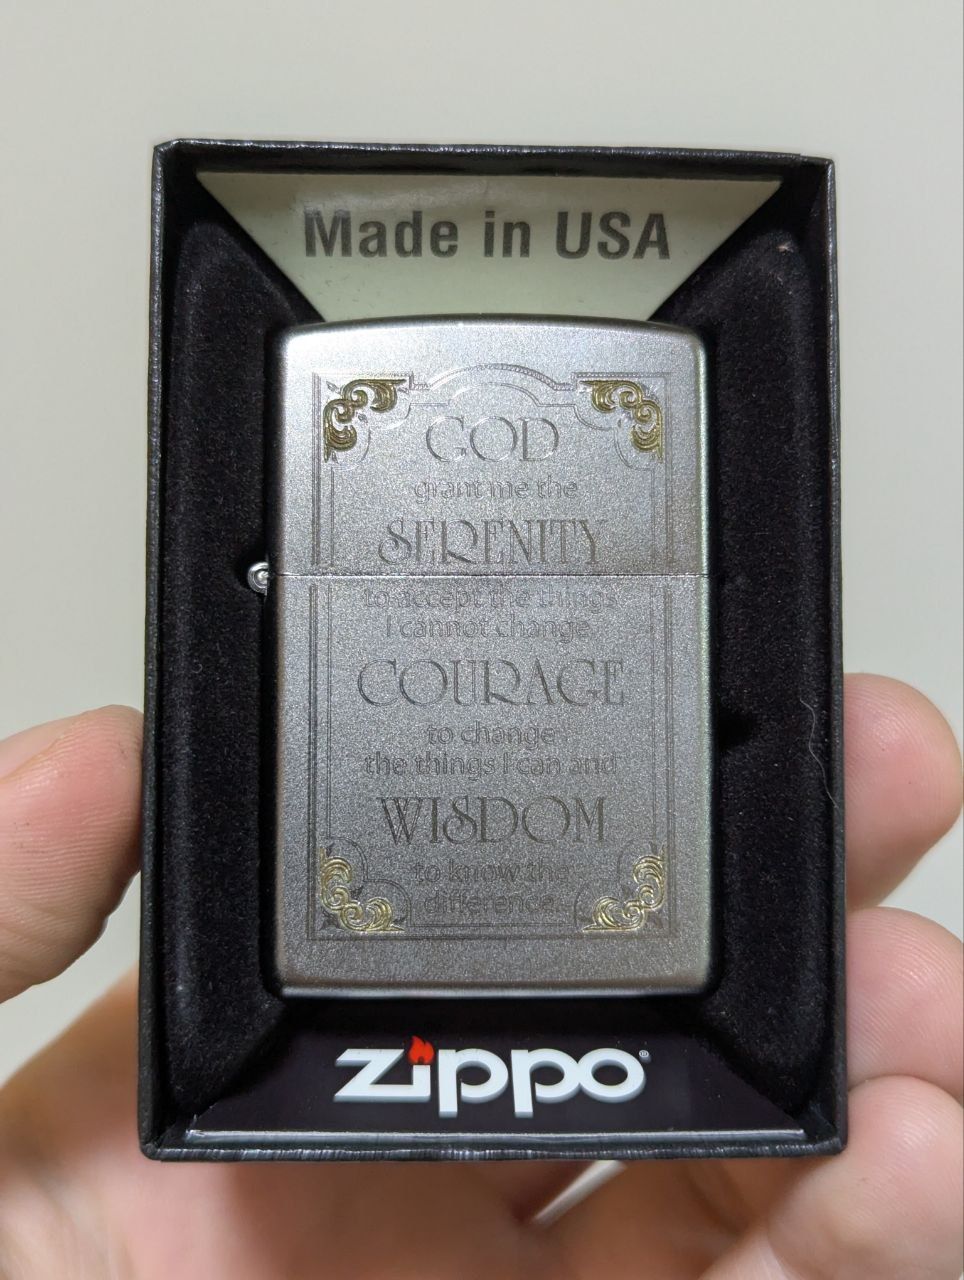 Made in USA
GOD
grant me the
SERENITY
to accept the things
I cannot change,
COURAGE
to change
the things I can and
WISDOM
to know the
difference.
zippo®